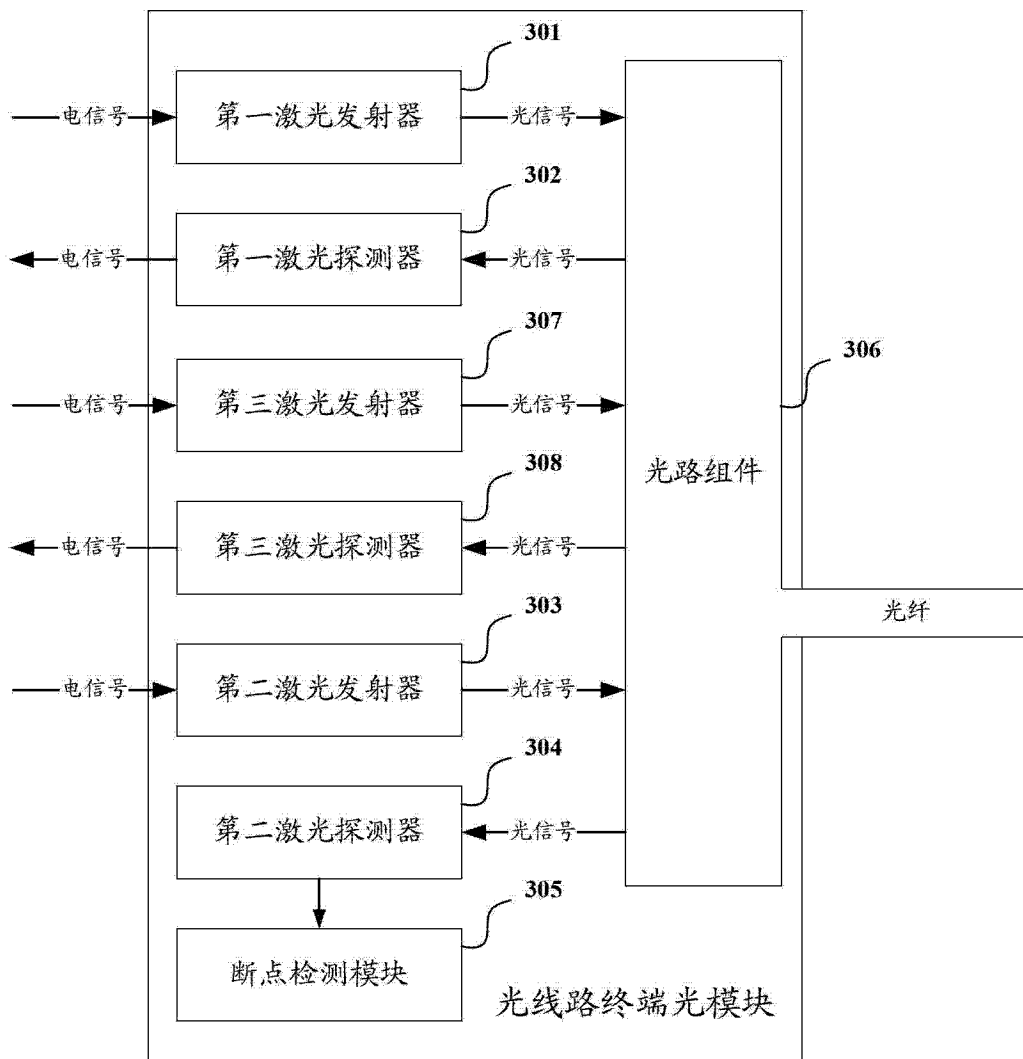 301
电信号 第一激光发射器 光信号
302
电信号 第一激光探测器 光信号
307
电信号 第三激光发射器 光信号
306
308
光路组件
电信号 第三激光探测器 光信号
303
光纤
电信号 第二激光发射器 光信号
304
第二激光探测器 光信号
305
断点检测模块
光线路终端光模块